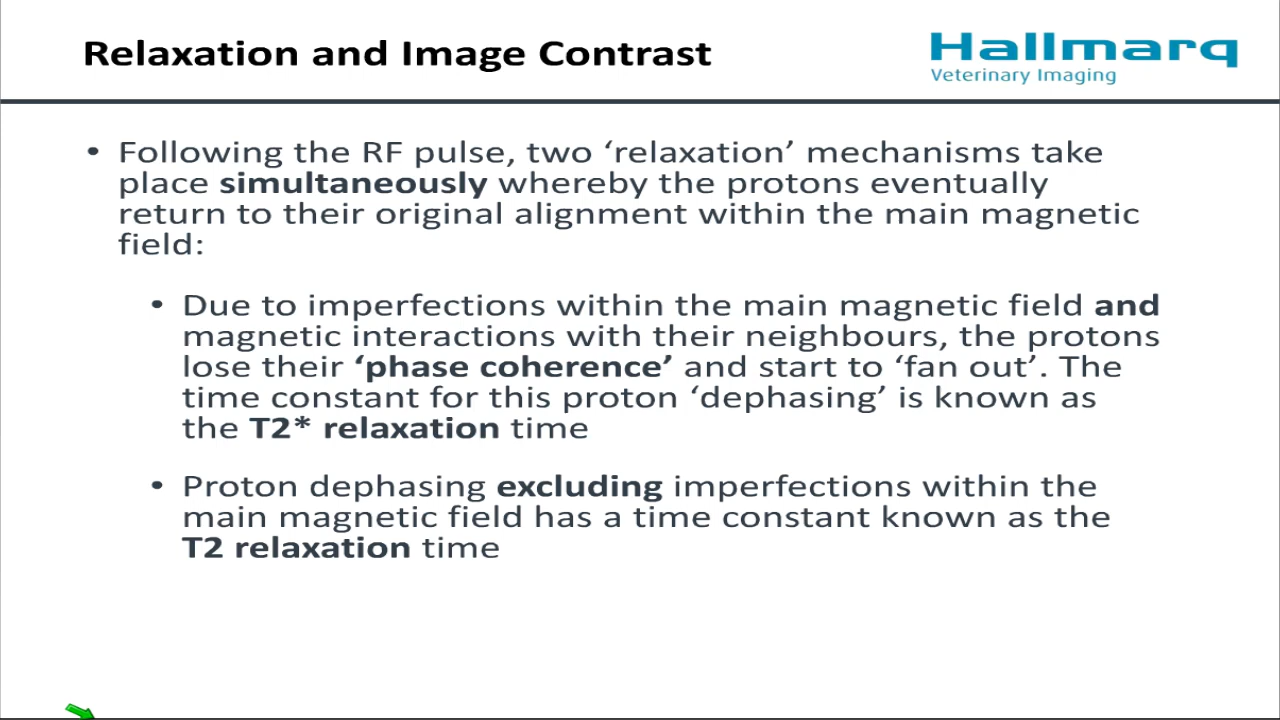 Relaxation and Image Contrast
Hallmarq
Veterinary Imaging
• Following the RF pulse, two ‘relaxation’ mechanisms take
place simultaneously whereby the protons eventually
return to their original alignment within the main magnetic
field:
• Due to imperfections within the main magnetic field and
magnetic interactions with their neighbours, the protons
lose their ‘phase coherence’ and start to ‘fan out’. The
time constant for this proton ‘dephasing’ is known as
the T2* relaxation time
• Proton dephasing excluding imperfections within the
main magnetic field has a time constant known as the
T2 relaxation time